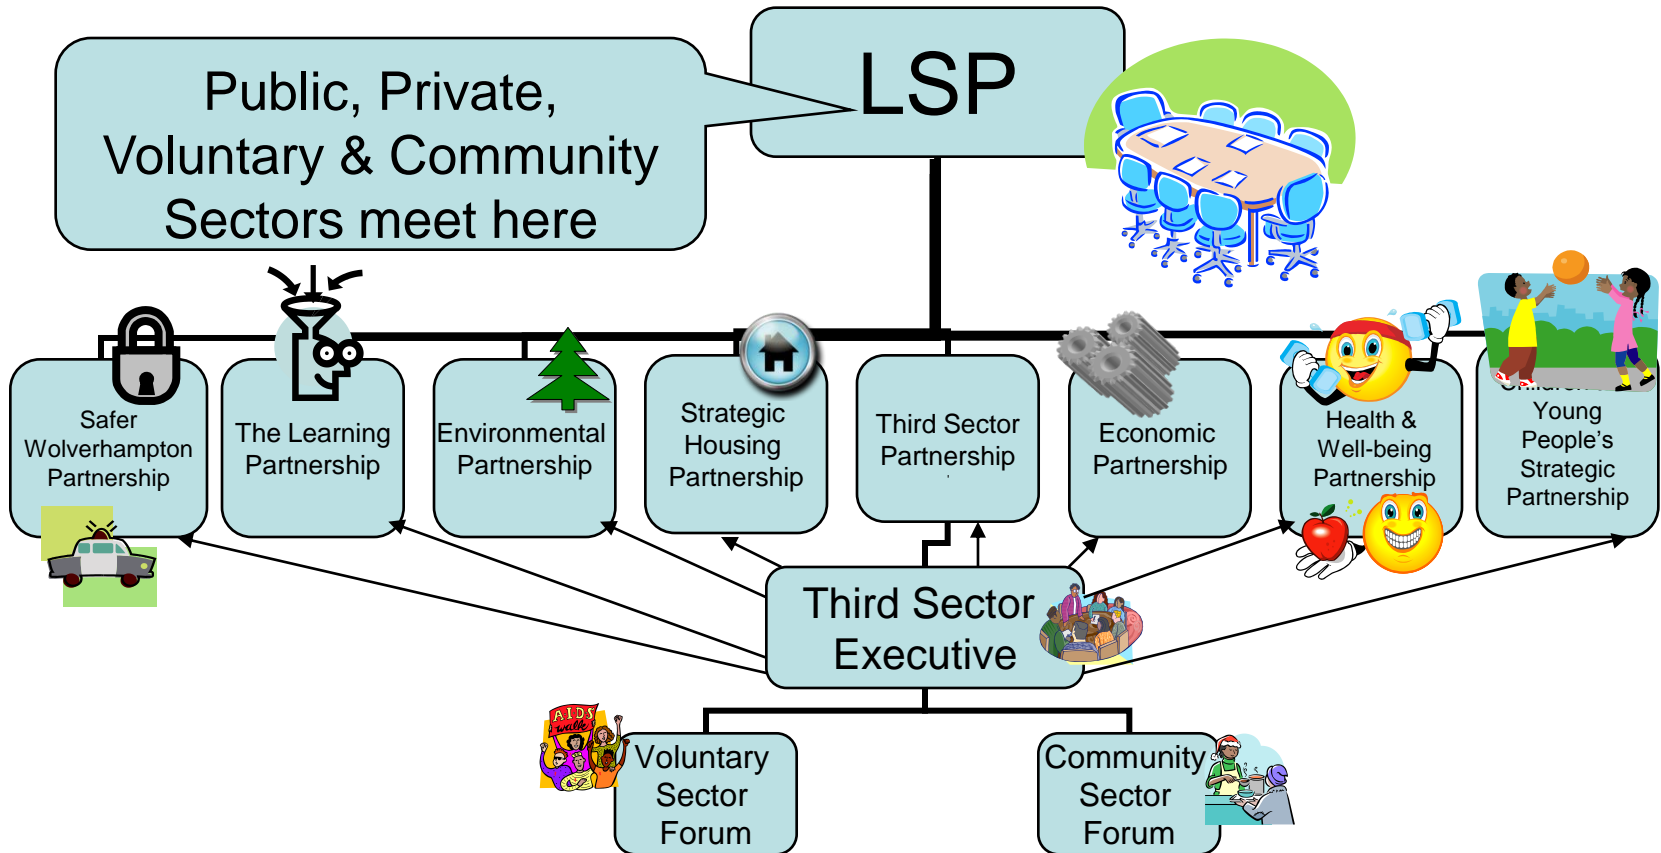 LSP
Public, Private,
Voluntary & Community
Sectors meet here
Safer
Wolverhampton
Partnership
The Learning
Partnership
Environmental
Partnership
Strategic
Housing
Partnership
Third Sector
Partnership
Economic
Partnership
Health &
Well-being
Partnership
Young
People’s
Strategic
Partnership
Third Sector
Executive
AIDS
walk
Voluntary
Sector
Forum
Community
Sector
Forum